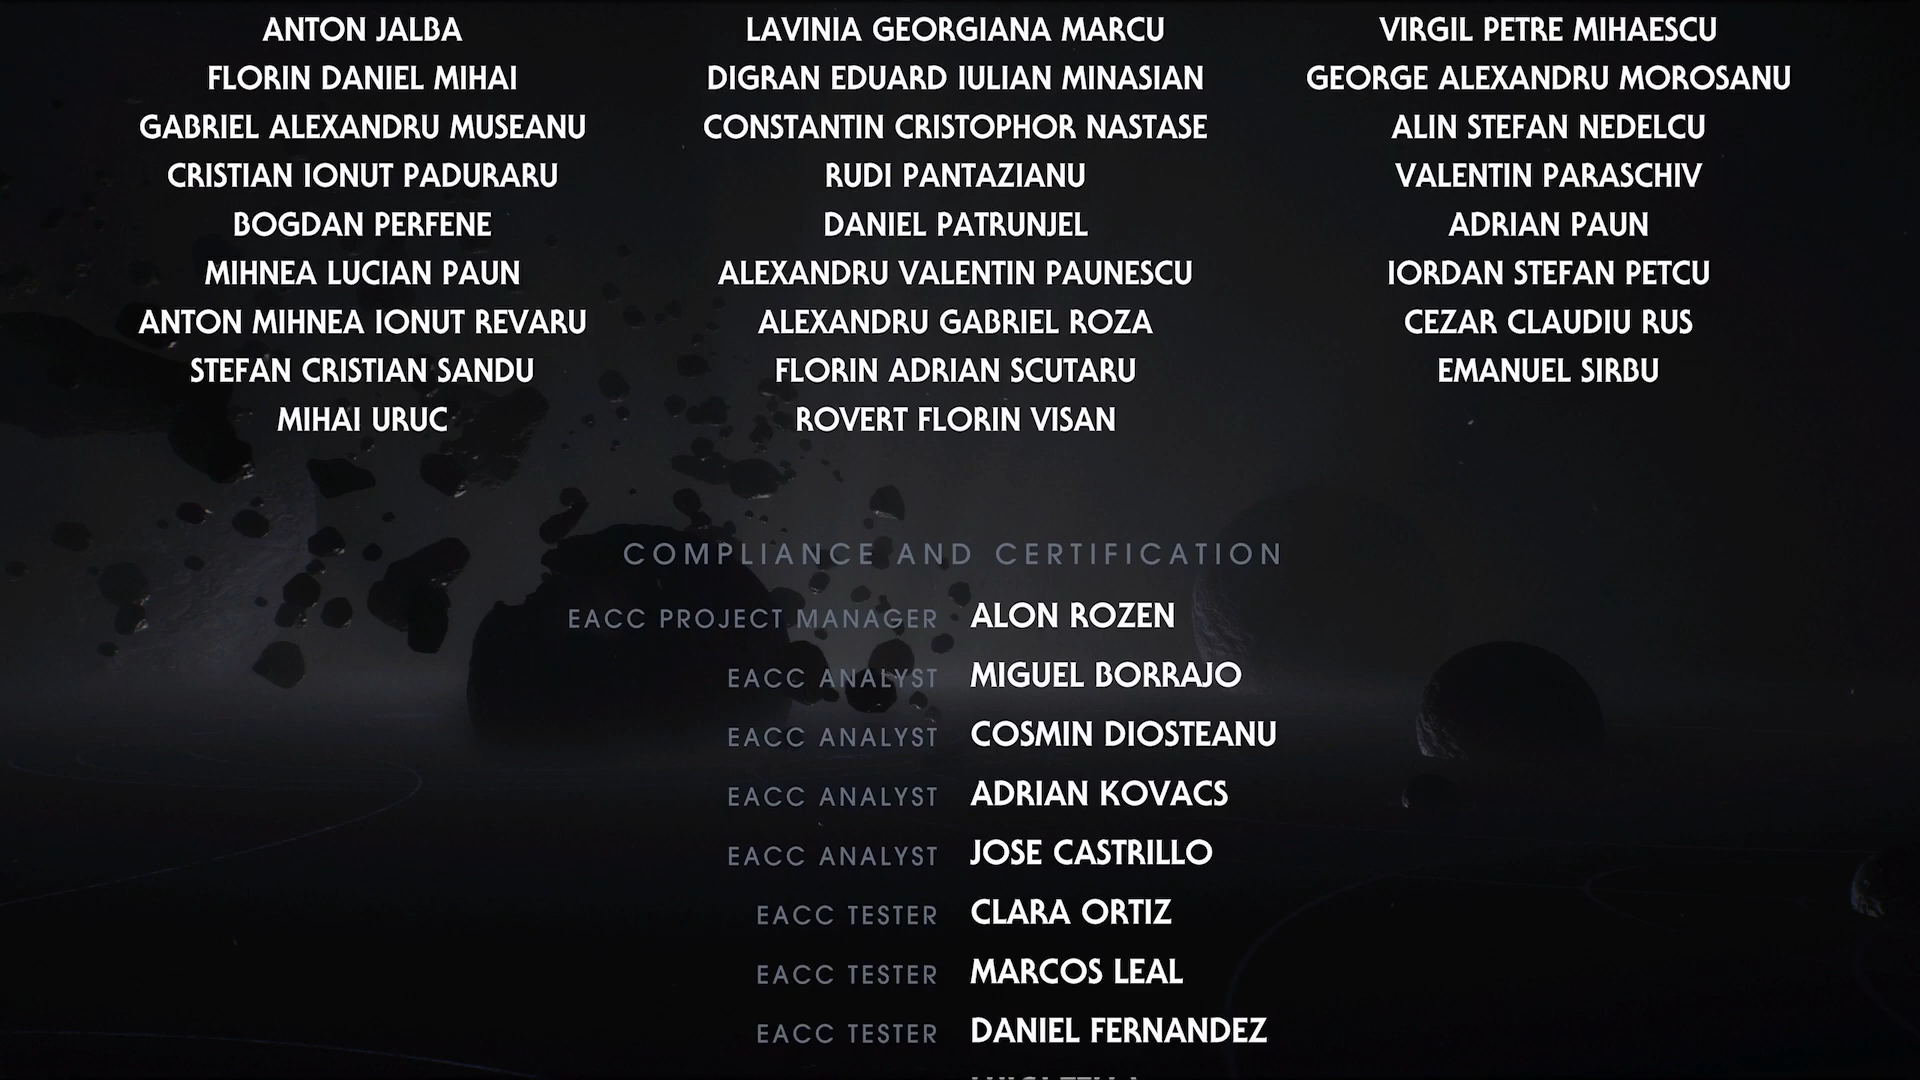 ANTON JALBA LAVINIA GEORGIANA MARCU VIRGIL PETRE MIHAESCU
FLORIN DANIEL MIHAI DIGRAN EDUARD IULIAN MINASIAN GEORGE ALEXANDRU MOROSANU
GABRIEL ALEXANDRU MUSEANU CONSTANTIN CRISTOPHOR NASTASE ALIN STEFAN NEDELCU
CRISTIAN IONUT PADURARU RUDI PANTAZIANU VALENTIN PARASCHIV
BOGDAN PERFENE DANIEL PATRUNJEL ADRIAN PAUN
MIHNEA LUCIAN PAUN ALEXANDRU VALENTIN PAUNESCU IORDAN STEFAN PETCU
ANTON MIHNEA IONUT REVARU ALEXANDRU GABRIEL ROZA CEZAR CLAUDIU RUS
STEFAN CRISTIAN SANDU FLORIN ADRIAN SCUTARU EMANUEL SIRBU
MIHAI URUC ROVERT FLORIN VISAN
COMPLIANCE AND CERTIFICATION
EACC PROJECT MANAGER ALON ROZEN
EACC ANALYST MIGUEL BORRAJO
EACC ANALYST COSMIN DIOSTEANU
EACC ANALYST ADRIAN KOVACS
EACC ANALYST JOSE CASTRILLO
EACC TESTER CLARA ORTIZ
EACC TESTER MARCOS LEAL
EACC TESTER DANIEL FERNANDEZ